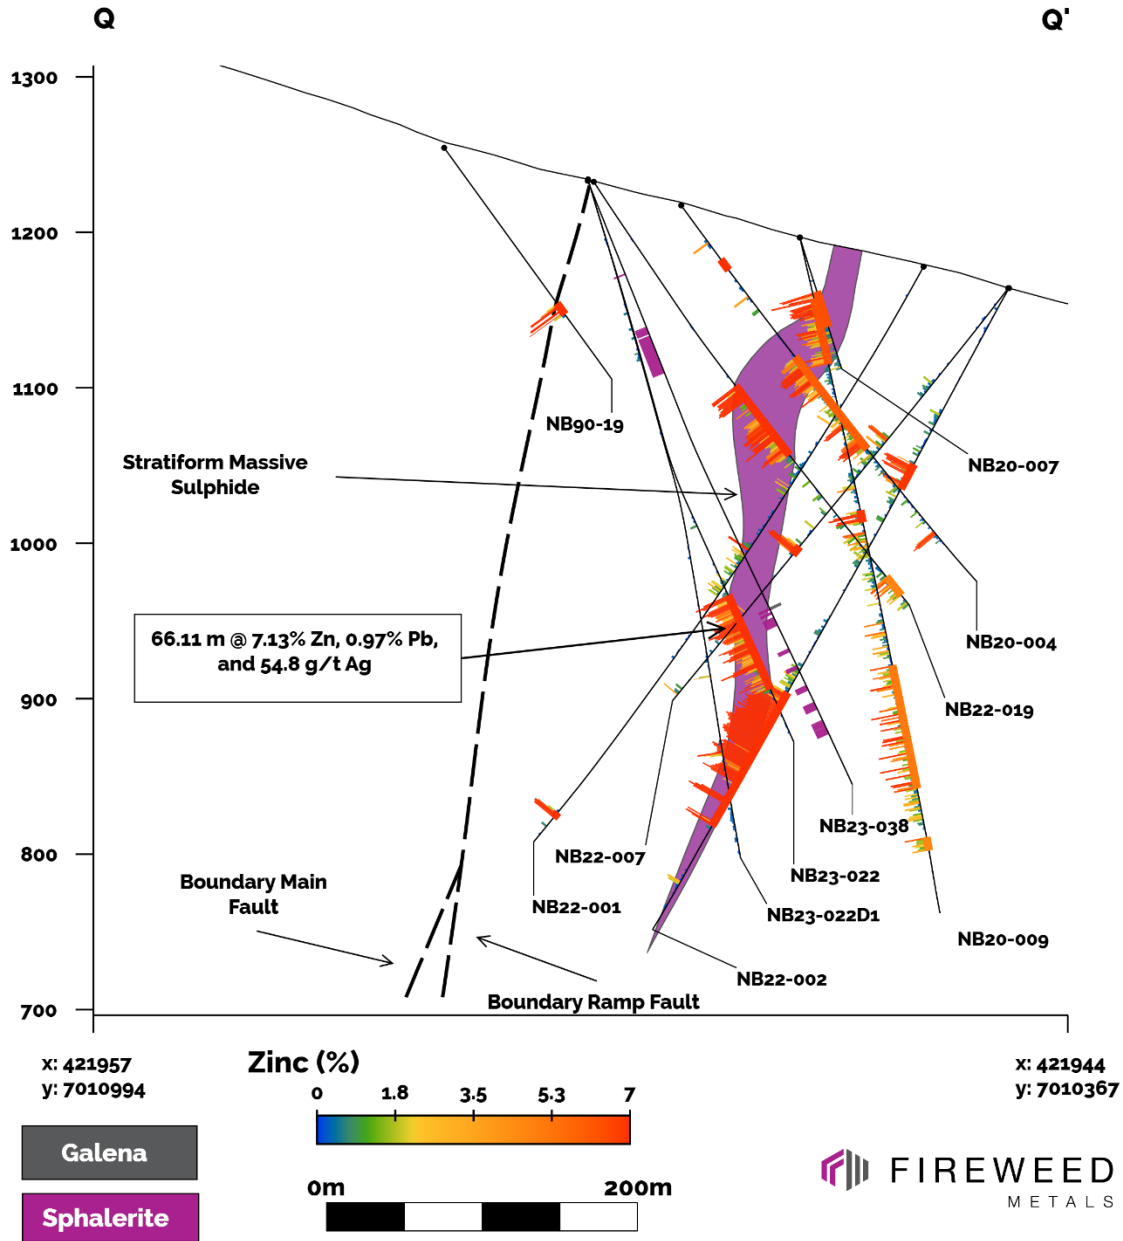 Q
Q'
1300
1200
1100
1000
900
800
700
NB90-19
NB20-007
Stratiform Massive
Sulphide
66.11 m @ 7.13% Zn, 0.97% Pb,
and 54.8 g/t Ag
NB20-004
NB22-019
NB23-038
NB22-007
NB23-022
NB22-001
NB23-022D1
NB20-009
NB22-002
Boundary Main
Fault
Boundary Ramp Fault
x: 421957
y: 7010994
x: 421944
y: 7010367
Zinc (%)
0 1.8 3.5 5.3 7
Galena
Sphalerite
0m 200m
FIREWEED
METALS